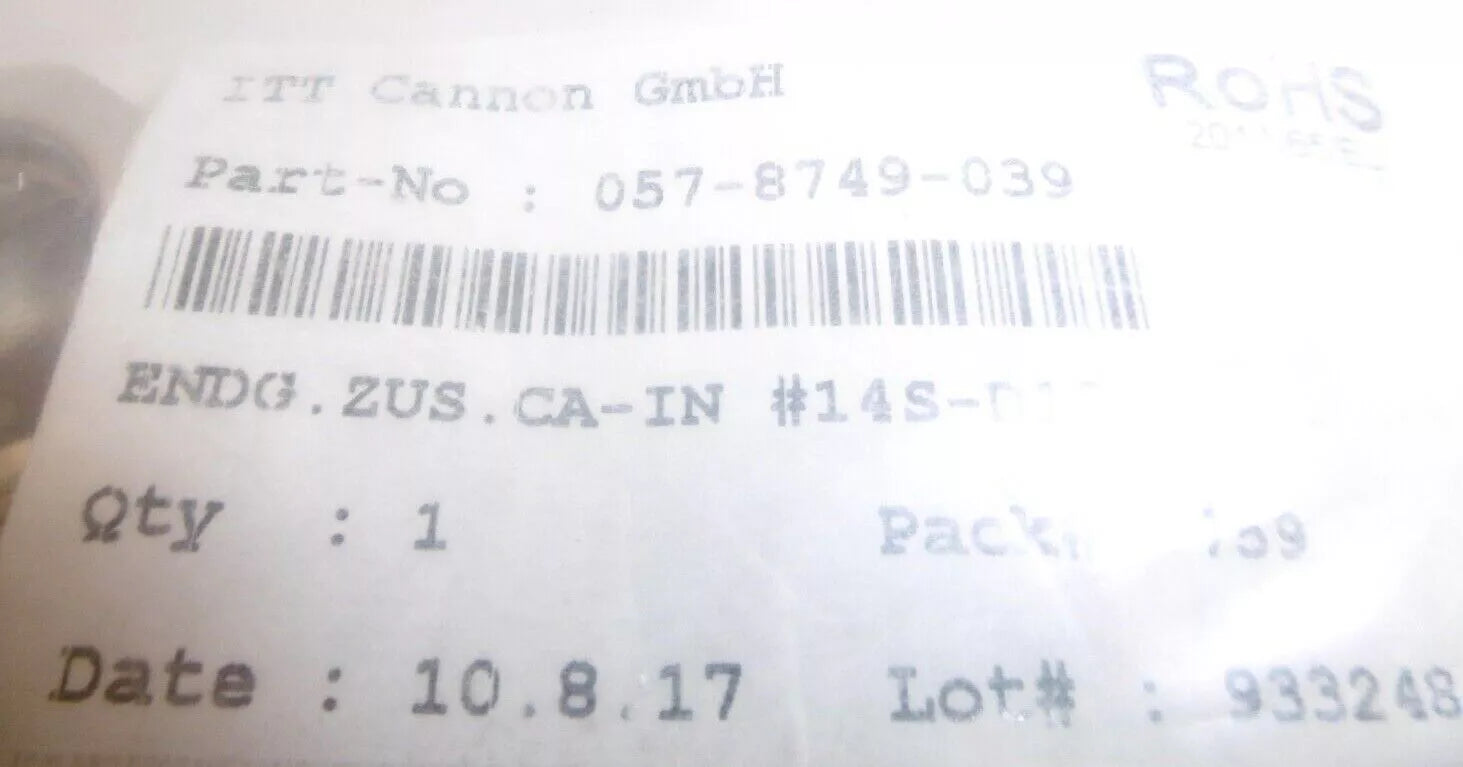 ITT Cannon GmbH
ROHS
Part-No : 057-8749-039
ENDG.ZUS.CA-IN
Qty : 1
Date : 10.8.17 Lot# : 933248